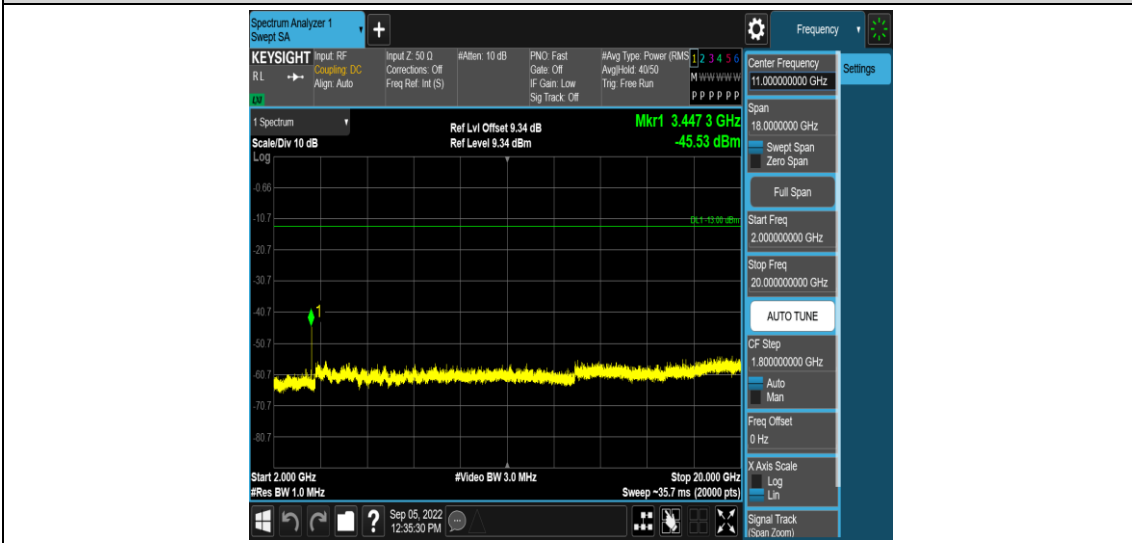 Spectrum Analyzer 1
Swept SA
+
Frequency
KEYSIGHT
Input: RF
Coupling: DC
Align: Auto
Input Z: 50 Ω
Corrections: Off
Freq Ref: Int (S)
#Atten: 10 dB
PNO: Fast
Gate: Off
IF Gain: Low
Sig Track: Off
#Avg Type: Power (RMS
Avg|Hold: 40/50
Trig: Free Run
1 2 3 4 5 6
M W W W W W
P P P P P P
R L
LXI
Center Frequency
11.000000000 GHz
Settings
Span
18.0000000 GHz
Swept Span
Zero Span
Full Span
Start Freq
2.000000000 GHz
Stop Freq
20.000000000 GHz
AUTO TUNE
CF Step
1.800000000 GHz
Auto
Man
Freq Offset
0 Hz
X Axis Scale
Log
Lin
Signal Track
(Span Zoom)
1 Spectrum
Scale/Div 10 dB
Log
Ref Lvl Offset 9.34 dB
Ref Level 9.34 dBm
Mkr1 3.447 3 GHz
-45.53 dBm
-0.66
-10.7
DL1 -13.00 dBm
-20.7
-30.7
-40.7
1
-50.7
-60.7
-70.7
-80.7
Start 2.000 GHz
#Video BW 3.0 MHz
Stop 20.000 GHz
#Res BW 1.0 MHz
Sweep ~35.7 ms (20000 pts)
?
Sep 05, 2022
12:35:30 PM